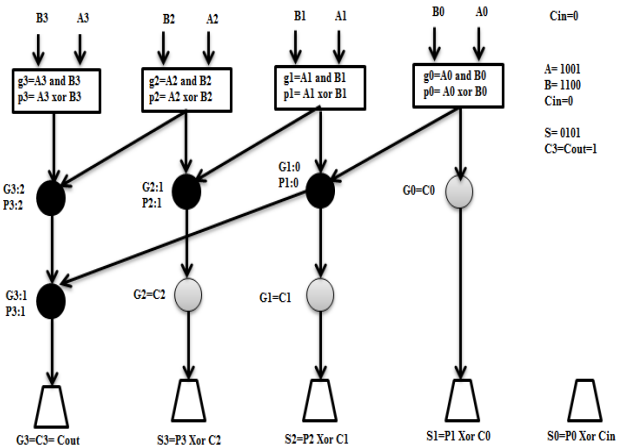 B3 A3 B2 A2 B1 A1 B0 A0 Cin=0
g3=A3 and B3
p3= A3 xor B3
g2=A2 and B2
p2= A2 xor B2
g1=A1 and B1
p1= A1 xor B1
g0=A0 and B0
p0= A0 xor B0
A= 1001
B= 1100
Cin=0
S= 0101
C3=Cout=1
G3:2
P3:2
G2:1
P2:1
G1:0
P1:0
G0=C0
G3:1
P3:1
G2=C2
G1=C1
G3=C3= Cout
S3=P3 Xor C2
S2=P2 Xor C1
S1=P1 Xor C0
S0=P0 Xor Cin